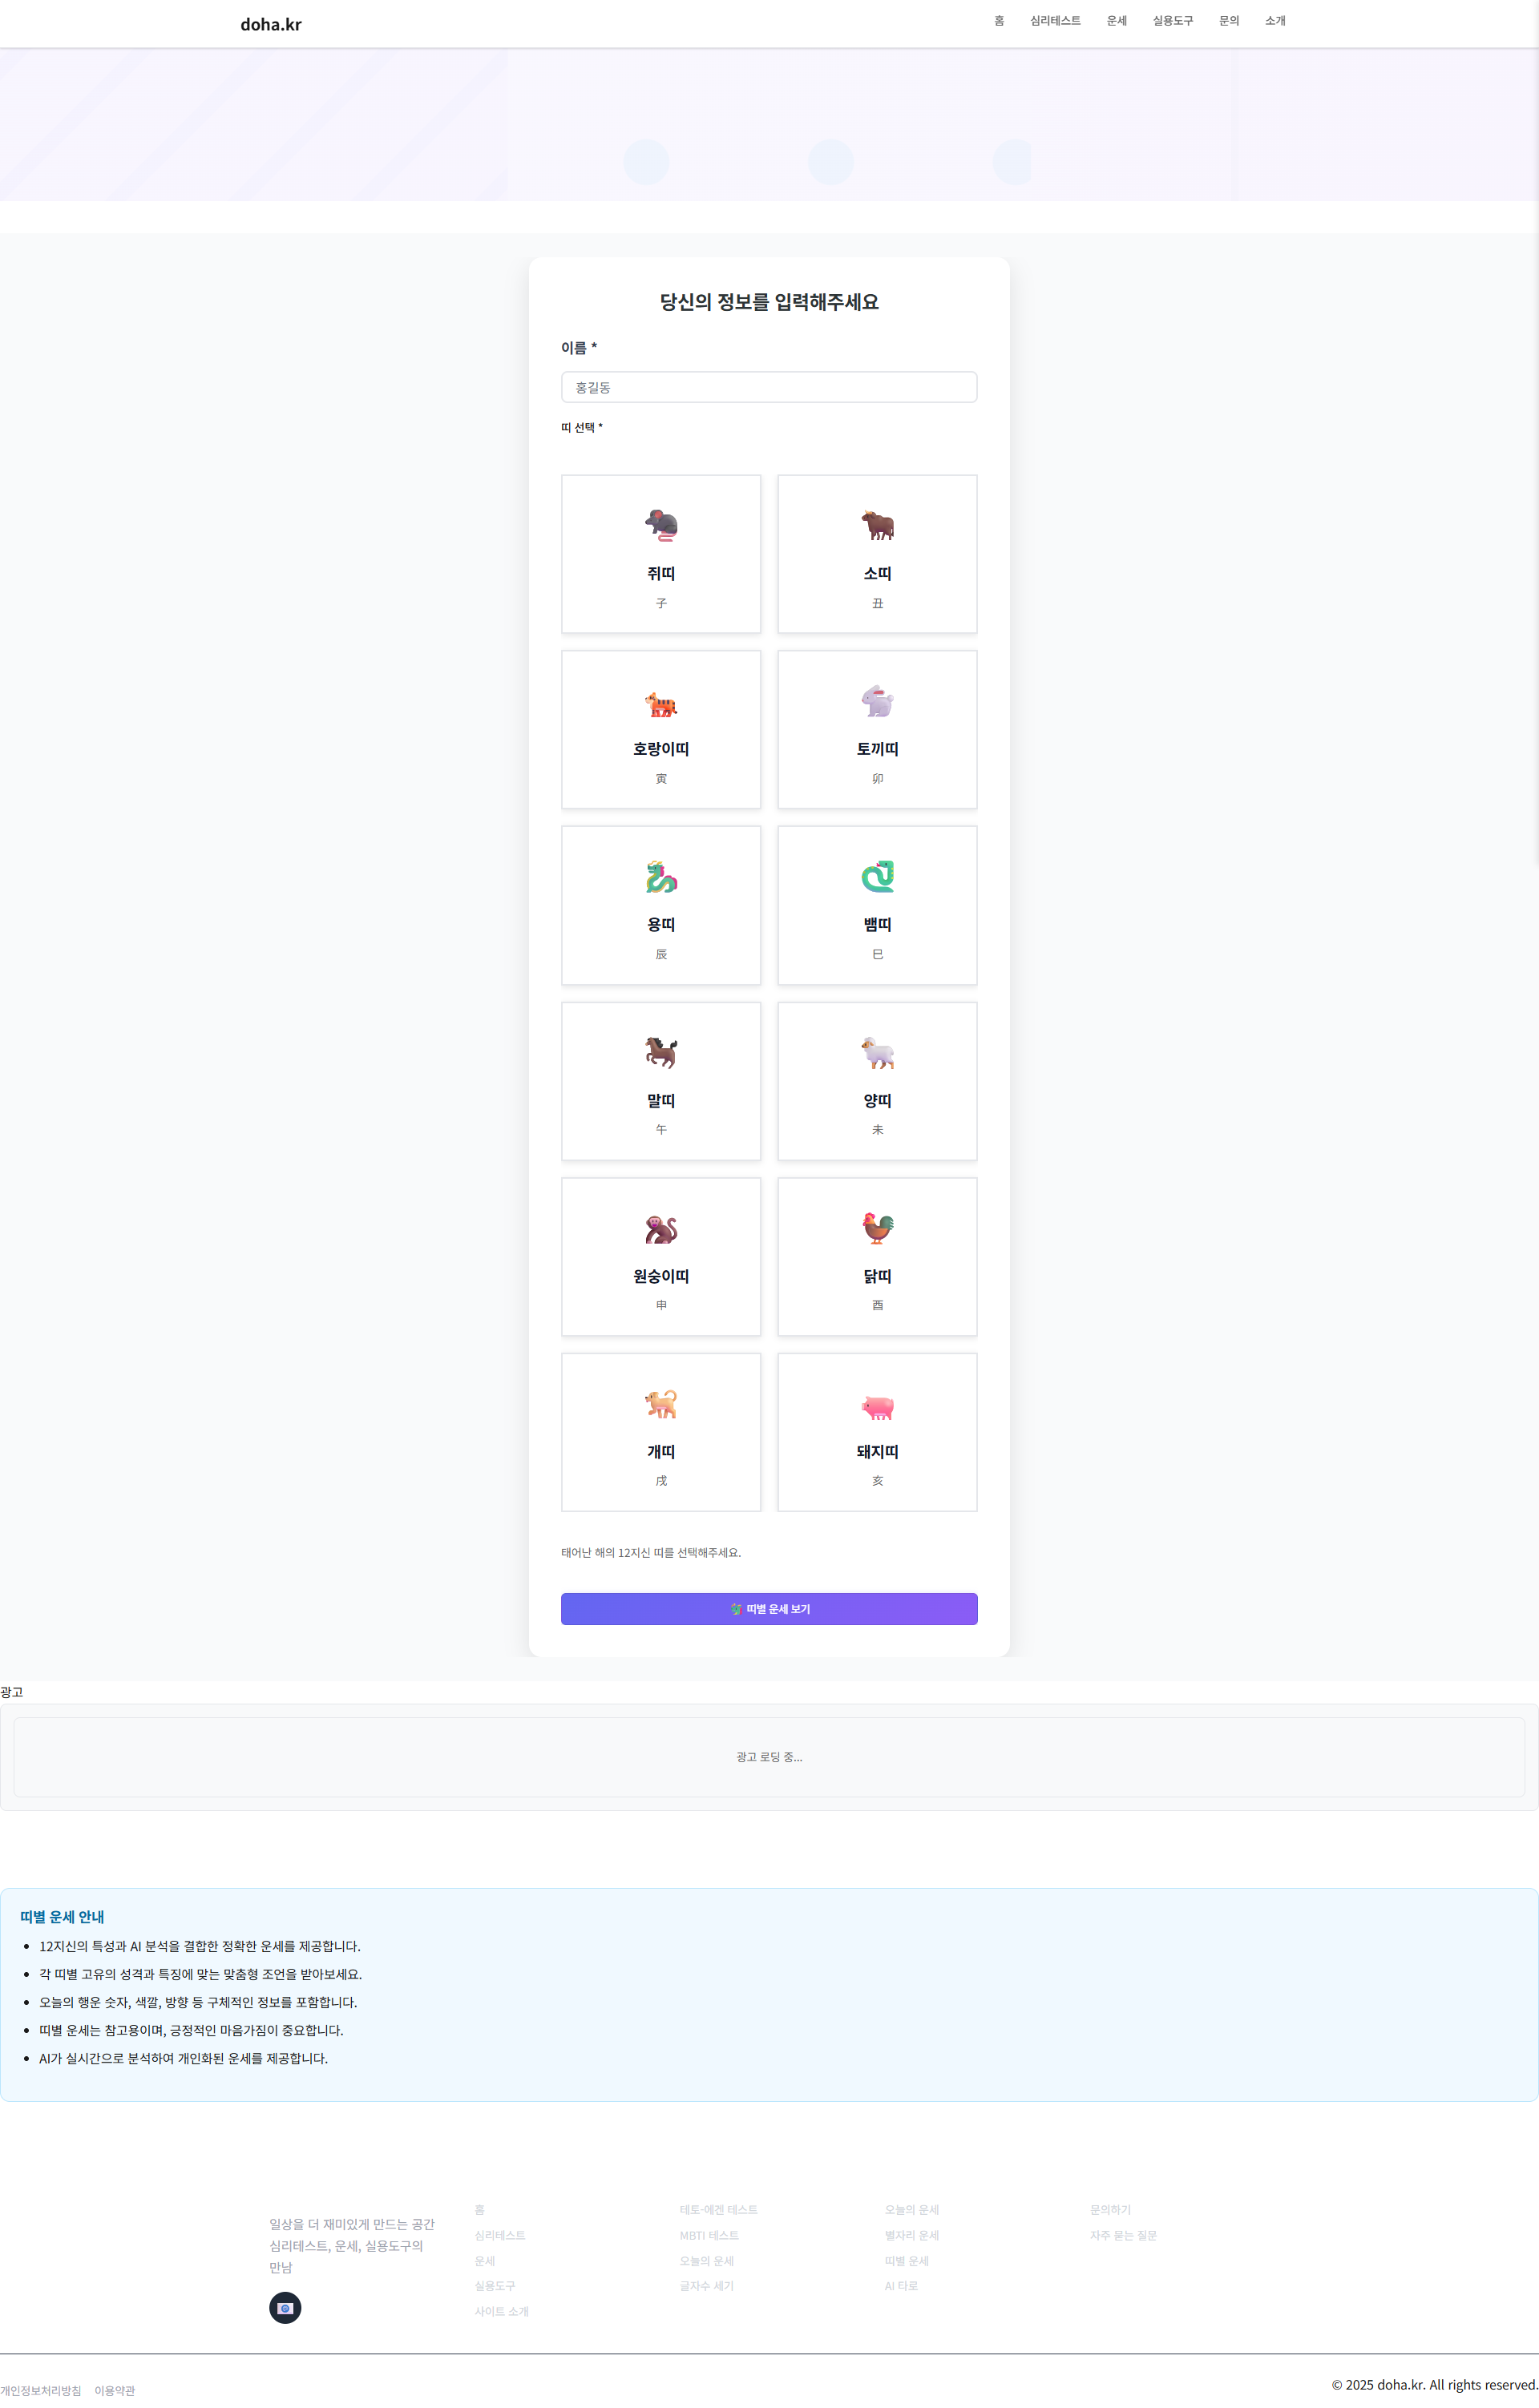 doha.kr
홈 심리테스트 운세 실용도구 문의 소개
당신의 정보를 입력해주세요
이름 *
홍길동
띠 선택 *
쥐띠
子
소띠
丑
호랑이띠
寅
토끼띠
卯
용띠
辰
뱀띠
巳
말띠
午
양띠
未
원숭이띠
申
닭띠
酉
개띠
戌
돼지띠
亥
태어난 해의 12지신 띠를 선택해주세요.
🐉 띠별 운세 보기
광고
광고 로딩 중...
띠별 운세 안내
12지신의 특성과 AI 분석을 결합한 정확한 운세를 제공합니다.
각 띠별 고유의 성격과 특징에 맞는 맞춤형 조언을 받아보세요.
오늘의 행운 숫자, 색깔, 방향 등 구체적인 정보를 포함합니다.
띠별 운세는 참고용이며, 긍정적인 마음가짐이 중요합니다.
AI가 실시간으로 분석하여 개인화된 운세를 제공합니다.
일상을 더 재미있게 만드는 공간
심리테스트, 운세, 실용도구의
만남
홈
심리테스트
운세
실용도구
사이트 소개
테토-에겐 테스트
MBTI 테스트
오늘의 운세
글자수 세기
오늘의 운세
별자리 운세
띠별 운세
AI 타로
문의하기
자주 묻는 질문
개인정보처리방침 이용약관
© 2025 doha.kr. All rights reserved.